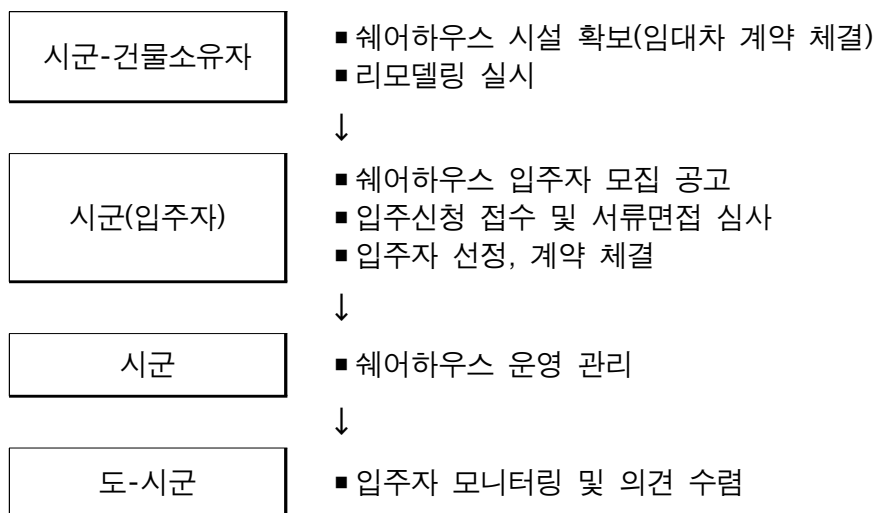 시군-건물소유자
■ 쉐어하우스 시설 확보(임대차 계약 체결)
■ 리모델링 실시
↓
시군(입주자)
■ 쉐어하우스 입주자 모집 공고
■ 입주신청 접수 및 서류면접 심사
■ 입주자 선정, 계약 체결
↓
시군
■ 쉐어하우스 운영 관리
↓
도-시군
■ 입주자 모니터링 및 의견 수렴